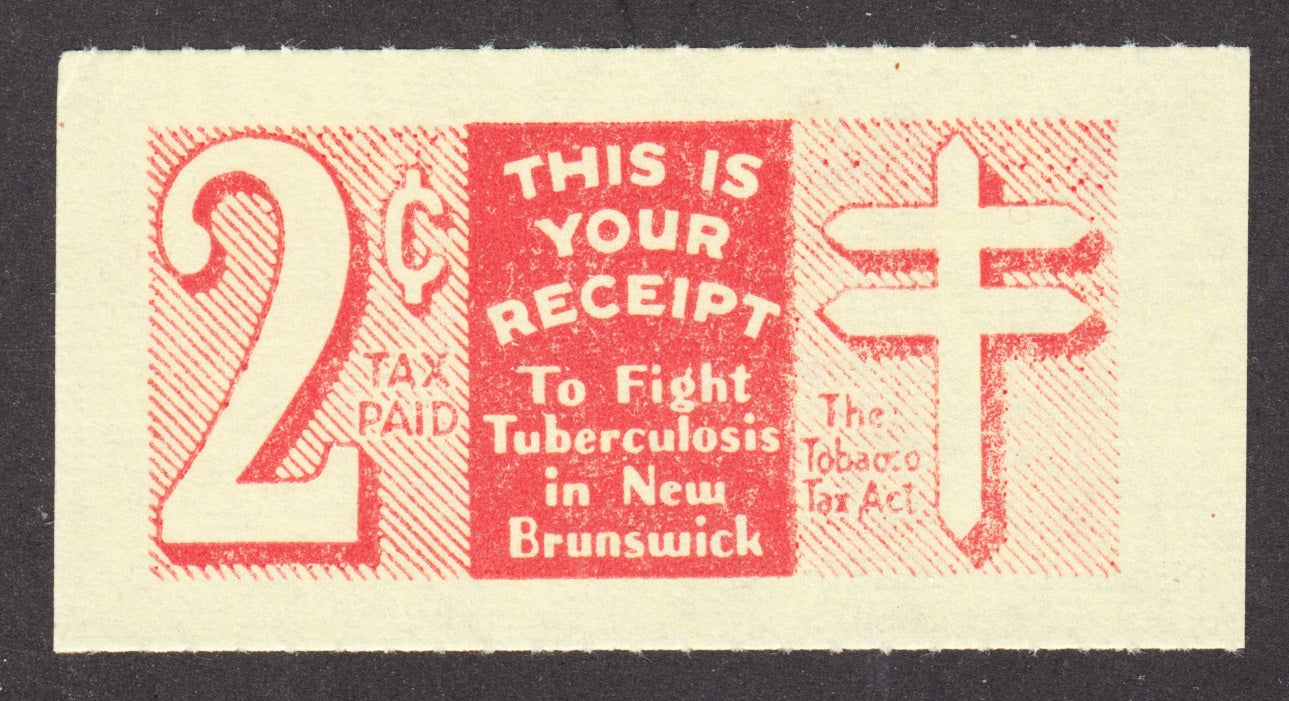 2¢
TAX
PAID
THIS IS
YOUR
RECEIPT
To Fight
Tuberculosis
in New
Brunswick
The
Tobacco
Tax Act